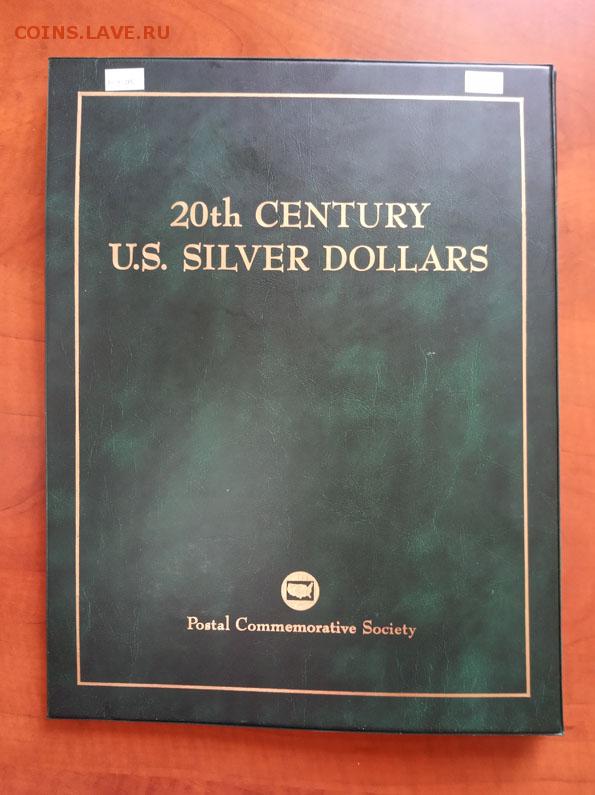 COINS.LAVE.RU
20th CENTURY
U.S. SILVER DOLLARS
Postal Commemorative Society